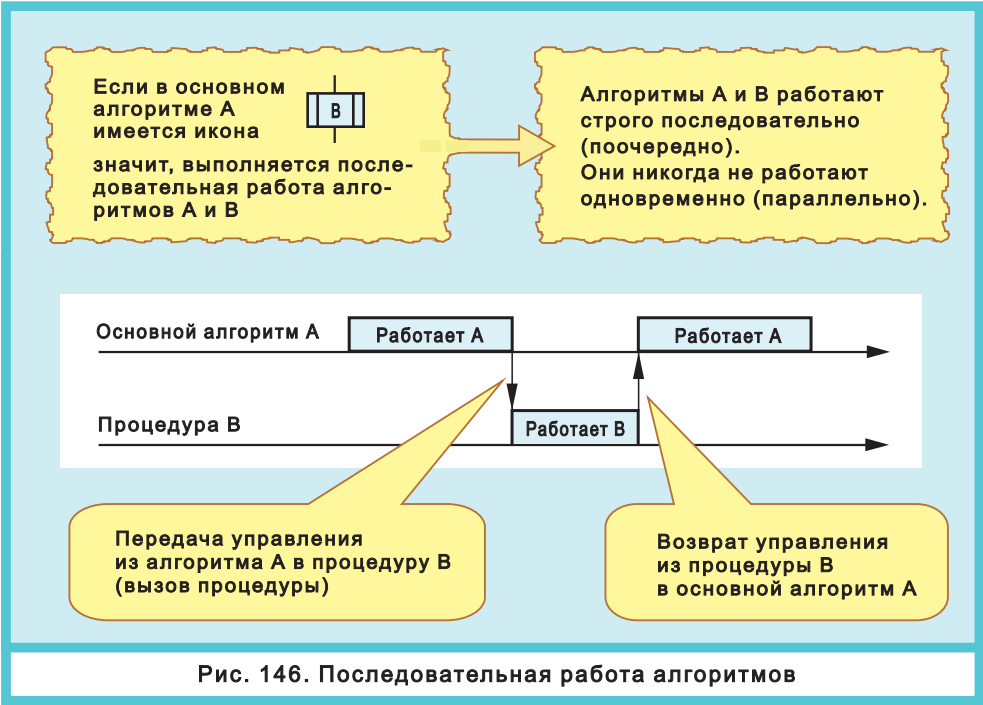 Если в основном
алгоритме А
имеется икона
В
значит, выполняется после-
довательная работа алго-
ритмов А и В
Алгоритмы А и В работают
строго последовательно
(поочередно).
Они никогда не работают
одновременно (параллельно).
Основной алгоритм А
Работает А
Работает А
Процедура В
Работает В
Передача управления
из алгоритма А в процедуру В
(вызов процедуры)
Возврат управления
из процедуры В
в основной алгоритм А
Рис. 146. Последовательная работа алгоритмов